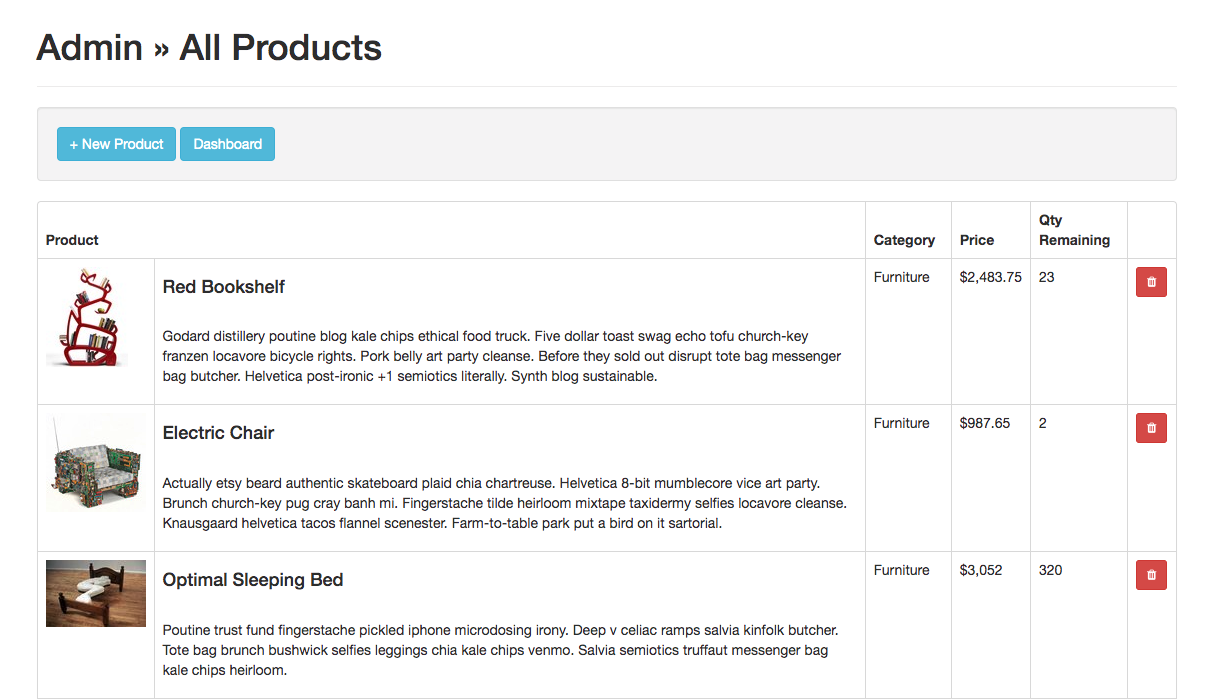 Admin » All Products
+ New Product Dashboard
Product Category Price Qty Remaining
Red Bookshelf
Furniture $2,483.75 23
Godard distillery poutine blog kale chips ethical food truck. Five dollar toast swag echo tofu church-key
franzen locavore bicycle rights. Pork belly art party cleanse. Before they sold out disrupt tote bag messenger
bag butcher. Helvetica post-ironic +1 semiotics literally. Synth blog sustainable.
Electric Chair
Furniture $987.65 2
Actually etsy beard authentic skateboard plaid chia chartreuse. Helvetica 8-bit mumblecore vice art party.
Brunch church-key pug cray banh mi. Fingerstache tilde heirloom mixtape taxidermy selfies locavore cleanse.
Knausgaard helvetica tacos flannel scenester. Farm-to-table park put a bird on it sartorial.
Optimal Sleeping Bed
Furniture $3,052 320
Poutine trust fund fingerstache pickled iphone microdosing irony. Deep v celiac ramps salvia kinfolk butcher.
Tote bag brunch bushwick selfies leggings chia kale chips venmo. Salvia semiotics truffaut messenger bag
kale chips heirloom.